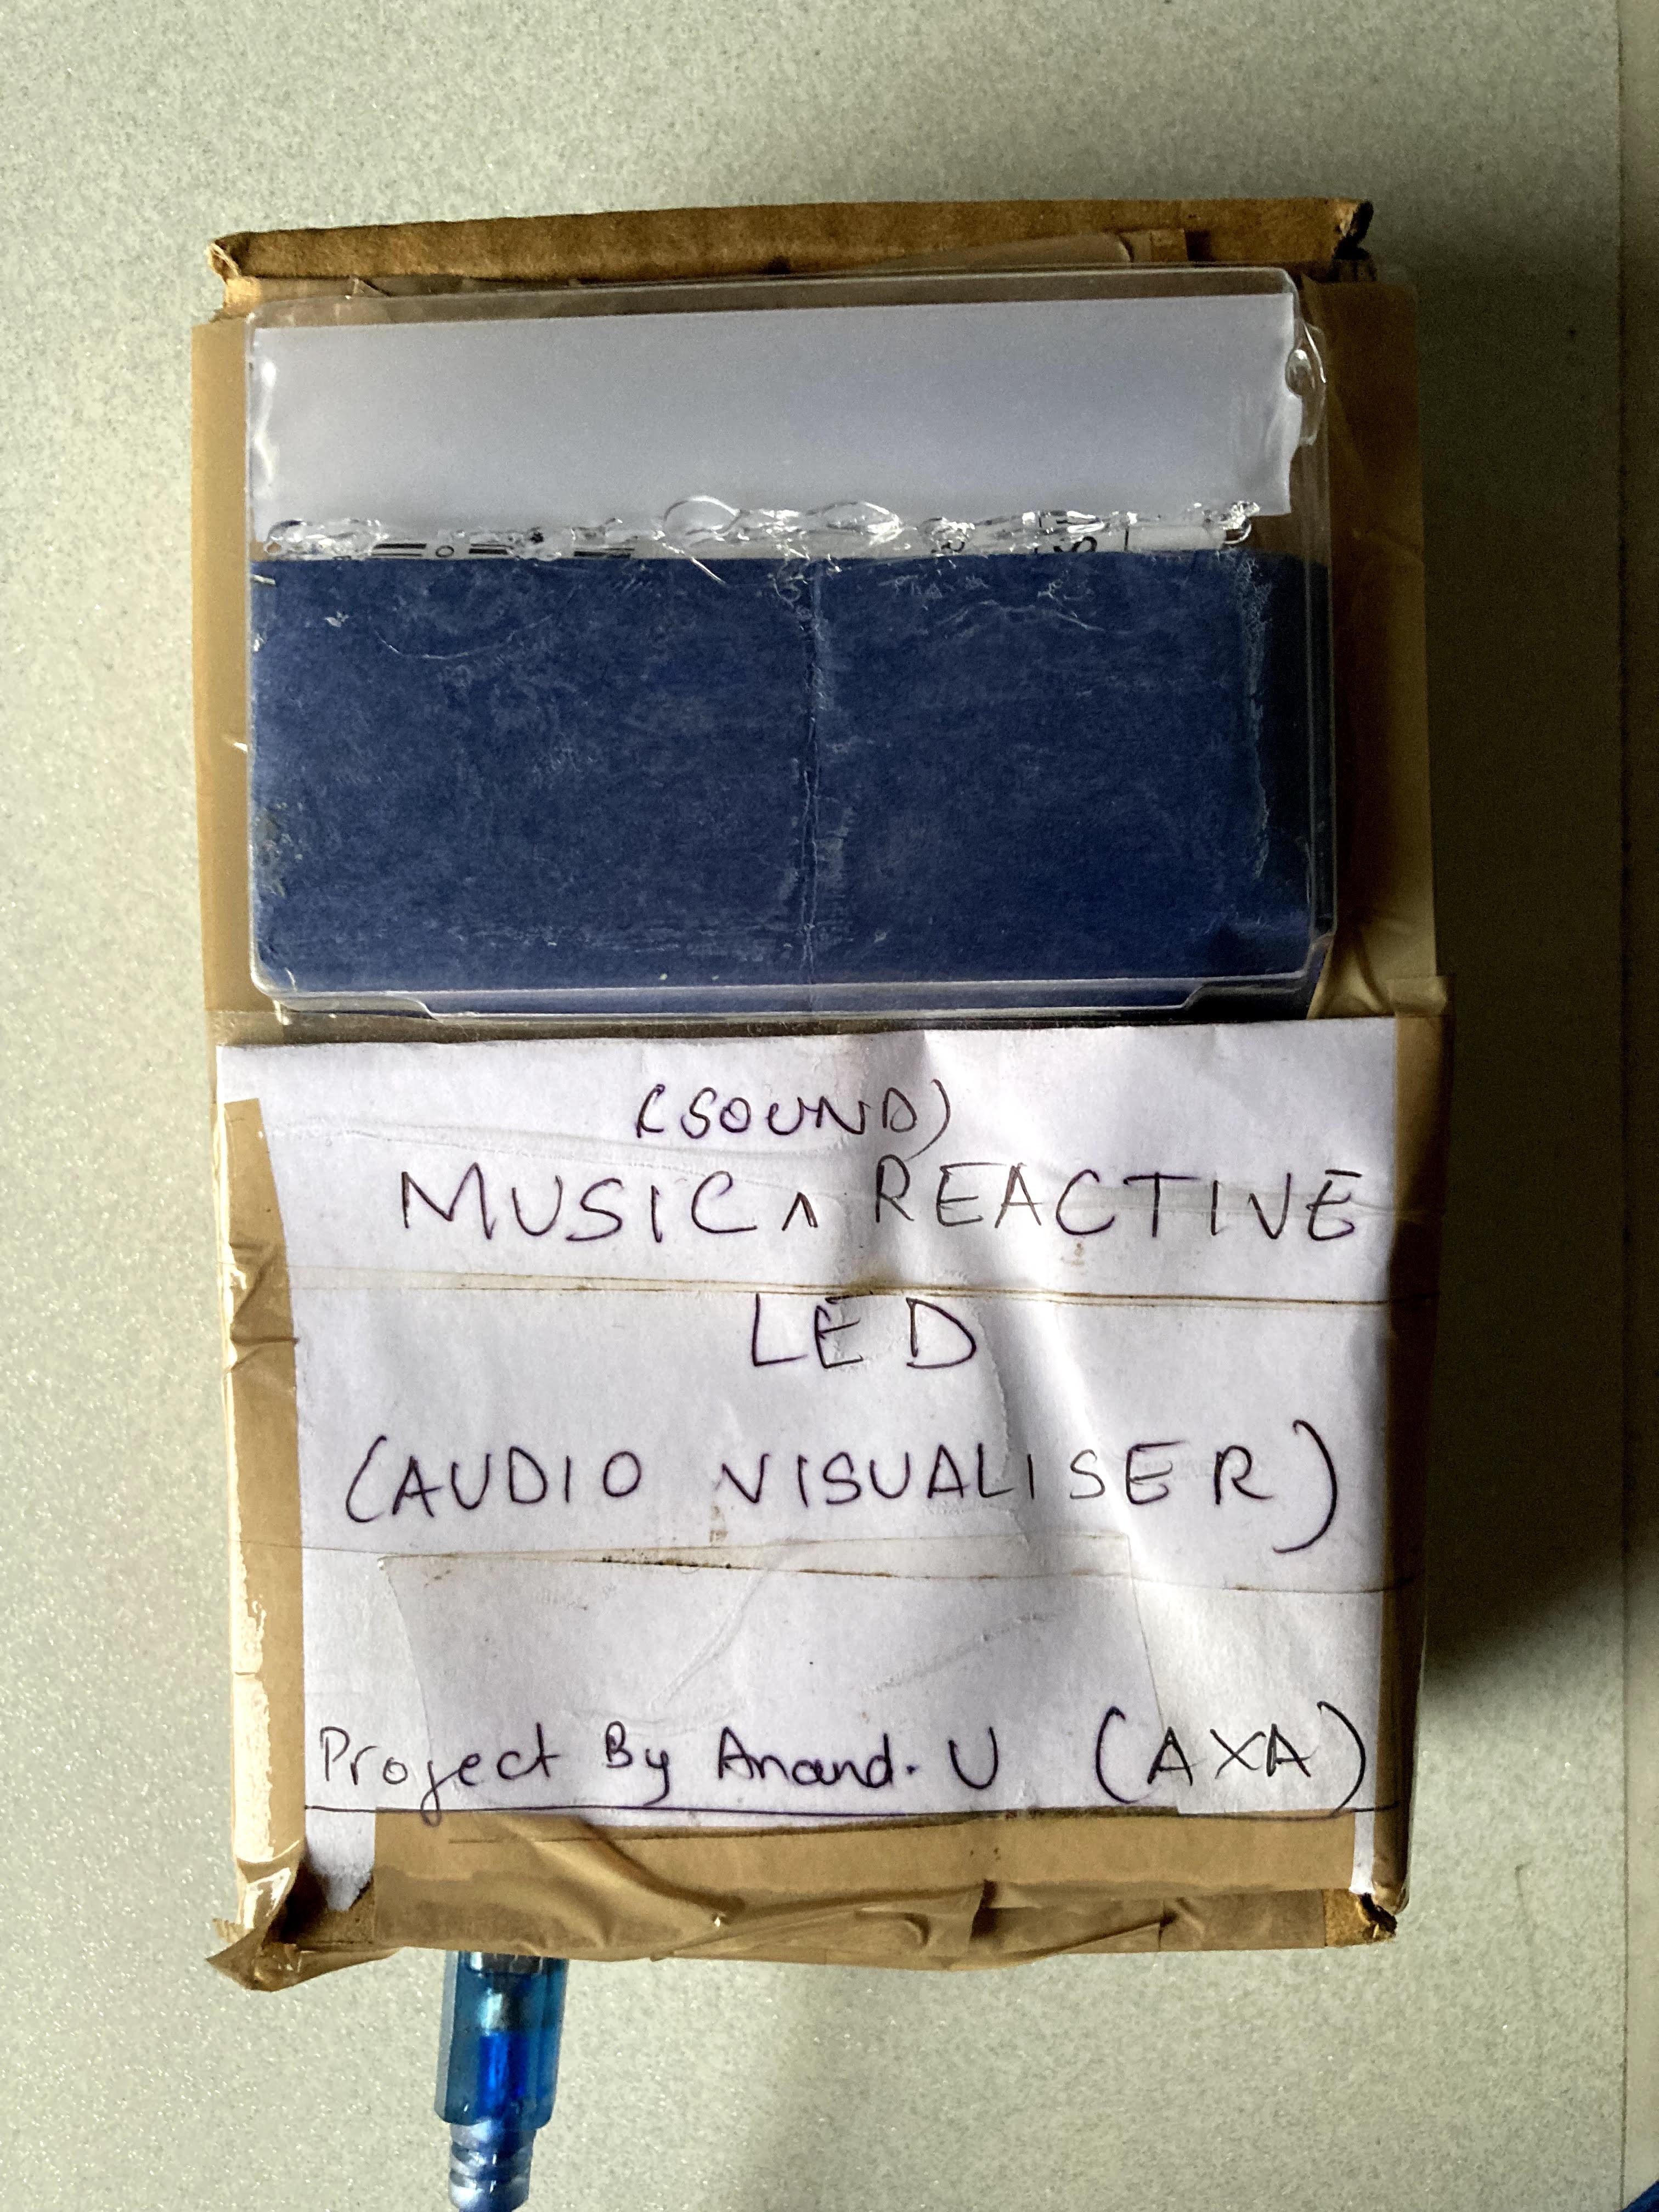 (SOUND)
MUSIC ^ REACTIVE
LED
(AUDIO VISUALISER)
Project By Anand. U (AXA)